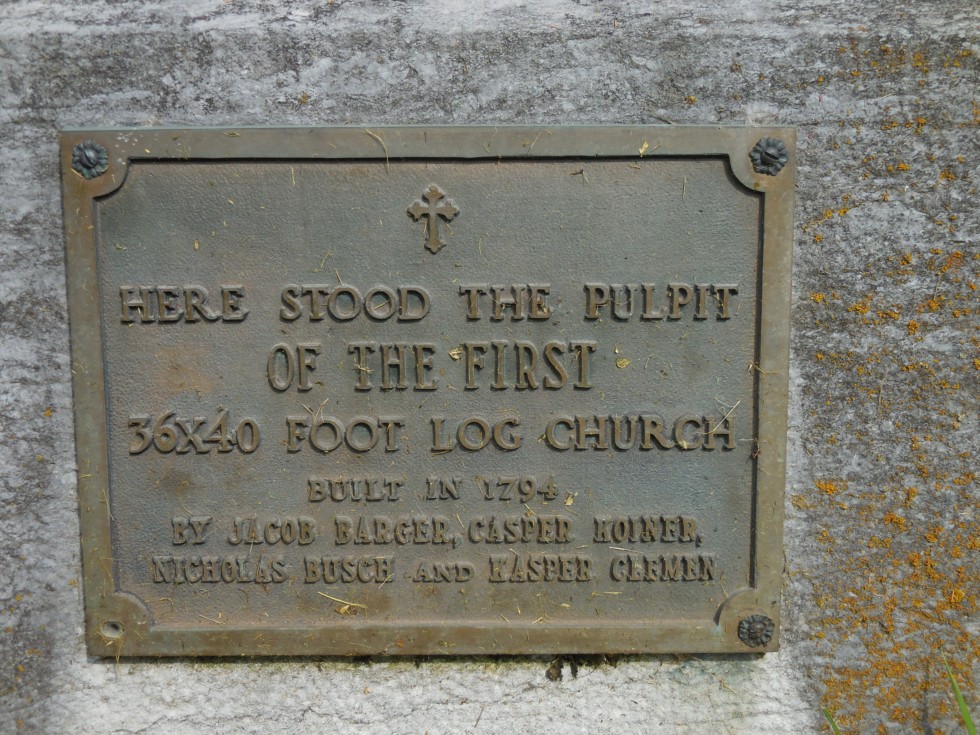 HERE STOOD THE PULPIT
OF THE FIRST
36X40 FOOT LOG CHURCH
BUILT IN 1794
BY JACOB BARGER, CASPER KOINER,
NICHOLAS BUSCH AND KASPER CLEMEN